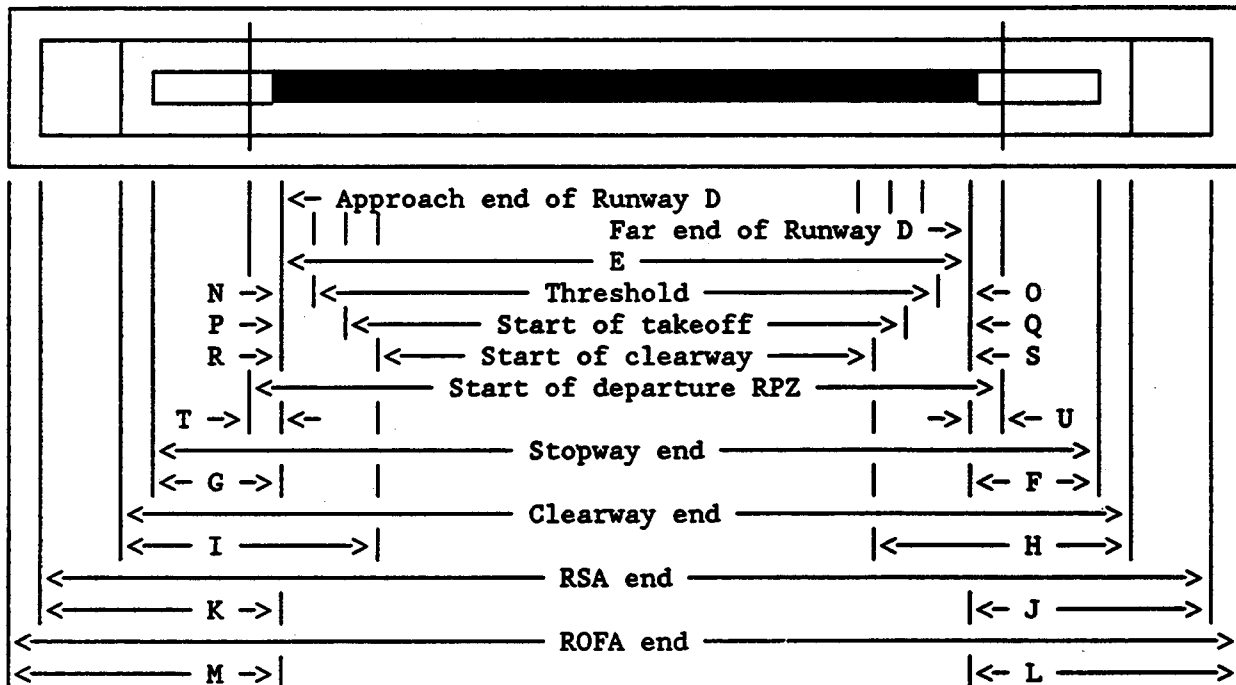 Approach end of Runway D
Far end of Runway D
E
N Threshold O
P Start of takeoff Q
R Start of clearway S
Start of departure RPZ
T U
Stopway end
G F
Clearway end
I H
RSA end
K J
ROFA end
M L